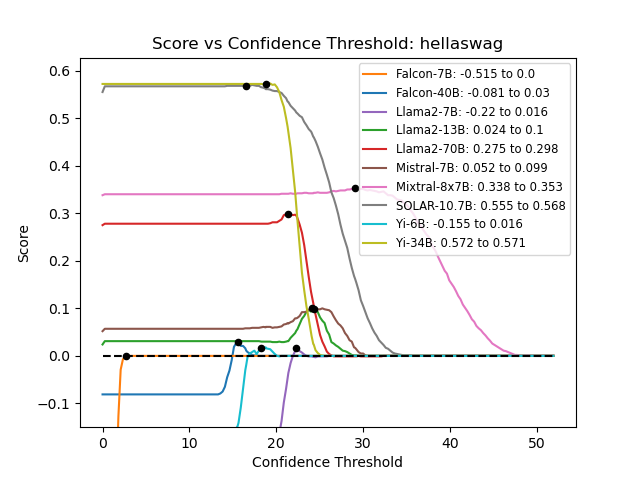 Score vs Confidence Threshold: hellaswag
Score
0.6
0.5
0.4
0.3
0.2
0.1
0.0
−0.1
Falcon-7B: -0.515 to 0.0
Falcon-40B: -0.081 to 0.03
Llama2-7B: -0.22 to 0.016
Llama2-13B: 0.024 to 0.1
Llama2-70B: 0.275 to 0.298
Mistral-7B: 0.052 to 0.099
Mixtral-8x7B: 0.338 to 0.353
SOLAR-10.7B: 0.555 to 0.568
Yi-6B: -0.155 to 0.016
Yi-34B: 0.572 to 0.571
0 10 20 30 40 50
Confidence Threshold